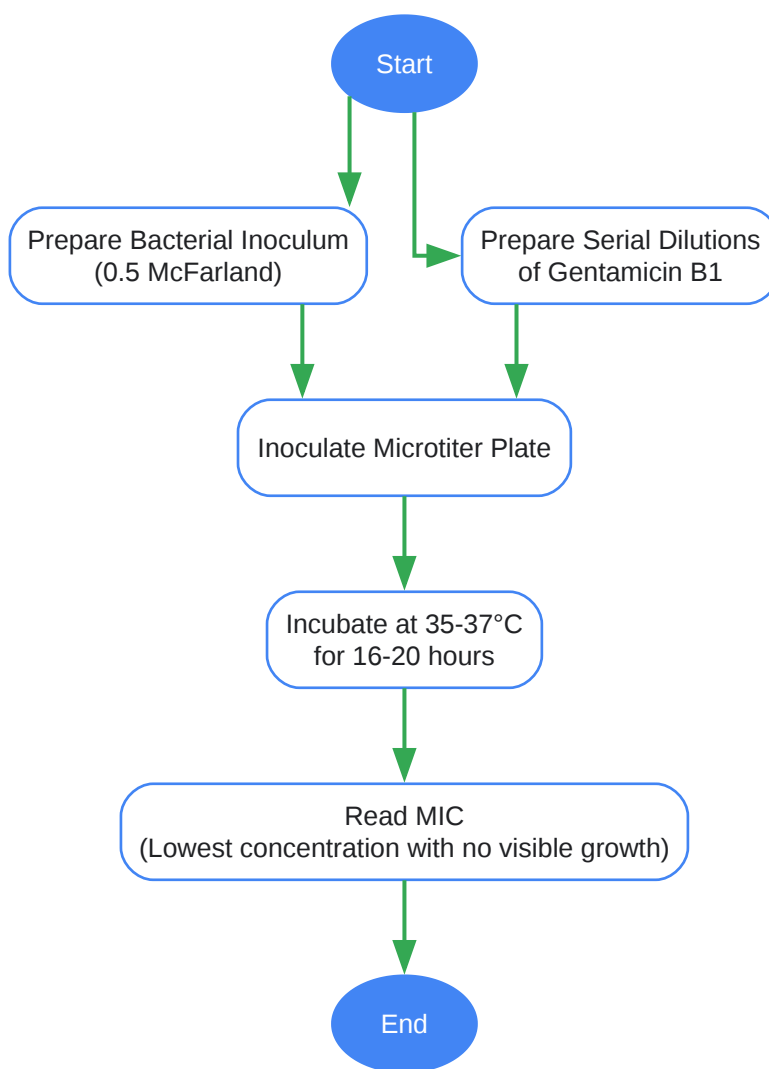 Start
Prepare Bacterial Inoculum
(0.5 McFarland)
Prepare Serial Dilutions
of Gentamicin B1
Inoculate Microtiter Plate
Incubate at 35-37°C
for 16-20 hours
Read MIC
(Lowest concentration with no visible growth)
End